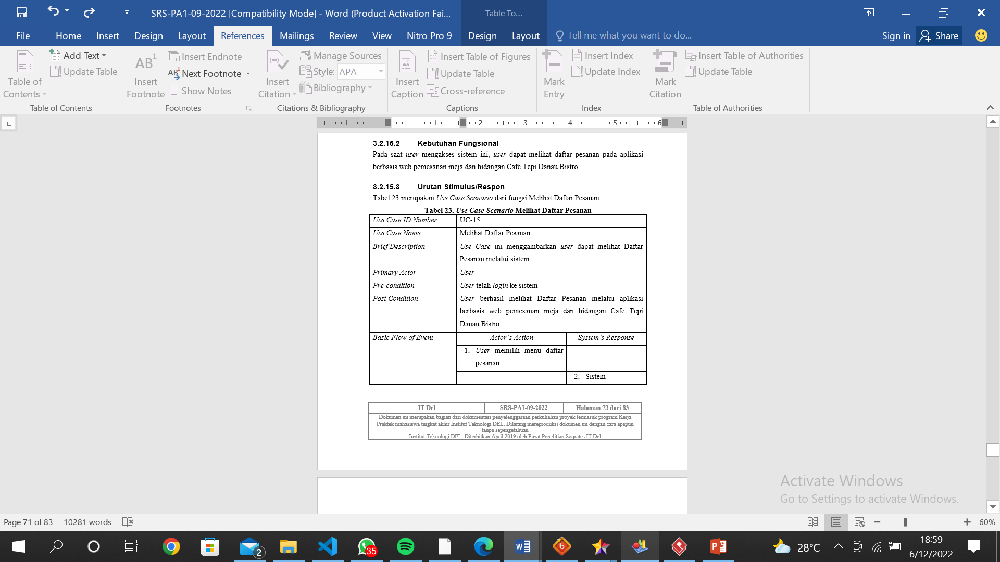 SRS-PA1-09-2022 [Compatibility Mode] - Word (Product Activation Fai...
Table To...
File Home Insert Design Layout References Mailings Review View Nitro Pro 9 Design Layout Tell me what you want to do... Sign in Share
Table of Contents
Add Text
Update Table
Table of Contents
AB1
Insert Footnote
Insert Endnote
AB1 Next Footnote
Show Notes
Footnotes
Insert Citation
Manage Sources
Style: APA
Bibliography
Citations & Bibliography
Insert Caption
Insert Table of Figures
Update Table
Cross-reference
Captions
Mark Entry
Insert Index
Update Index
Index
Mark Citation
Insert Table of Authorities
Update Table
Table of Authorities
L
1 1 2 3 4 5 6
3.2.15.2 Kebutuhan Fungsional
Pada saat user mengakses sistem ini, user dapat melihat daftar pesanan pada aplikasi
berbasis web pemesanan meja dan hidangan Cafe Tepi Danau Bistro.
3.2.15.3 Urutan Stimulus/Respon
Tabel 23 merupakan Use Case Scenario dari fungsi Melihat Daftar Pesanan.
Tabel 23. Use Case Scenario Melihat Daftar Pesanan
Use Case ID Number UC-15
Use Case Name Melihat Daftar Pesanan
Brief Description Use Case ini menggambarkan user dapat melihat Daftar
Pesanan melalui sistem.
Primary Actor User
Pre-condition User telah login ke sistem
Post Condition User berhasil melihat Daftar Pesanan melalui aplikasi
berbasis web pemesanan meja dan hidangan Cafe Tepi
Danau Bistro
Basic Flow of Event Actor's Action System's Response
1. User memilih menu daftar
pesanan
2. Sistem
IT Del SRS-PA1-09-2022 Halaman 73 dari 83
Dokumen ini merupakan bagian dari dokumentasi penyelenggaraan perkuliahan proyek termasuk program Kerja
Praktek mahasiswa tingkat akhir Institut Teknologi DEL. Dilarang mereproduksi dokumen ini dengan cara apapun
tanpa sepengetahuan
Institut Teknologi DEL. Diterbitkan April 2019 oleh Pusat Penelitian Soqrates IT Del
Activate Windows
Go to Settings to activate Windows.
Page 71 of 83 10281 words 60%
2 35 28°C 18:59
6/12/2022